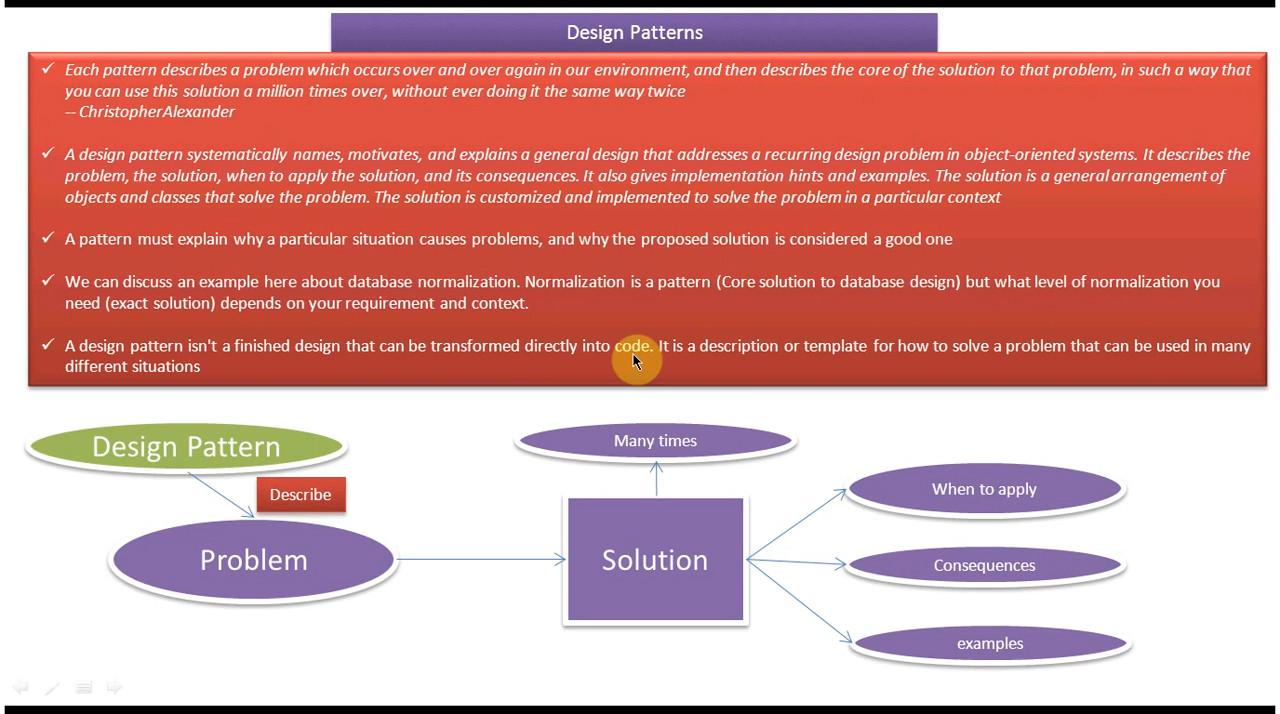 Design Patterns
✓ Each pattern describes a problem which occurs over and over again in our environment, and then describes the core of the solution to that problem, in such a way that
you can use this solution a million times over, without ever doing it the same way twice
-- ChristopherAlexander
✓ A design pattern systematically names, motivates, and explains a general design that addresses a recurring design problem in object-oriented systems. It describes the
problem, the solution, when to apply the solution, and its consequences. It also gives implementation hints and examples. The solution is a general arrangement of
objects and classes that solve the problem. The solution is customized and implemented to solve the problem in a particular context
✓ A pattern must explain why a particular situation causes problems, and why the proposed solution is considered a good one
✓ We can discuss an example here about database normalization. Normalization is a pattern (Core solution to database design) but what level of normalization you
need (exact solution) depends on your requirement and context.
✓ A design pattern isn't a finished design that can be transformed directly into code. It is a description or template for how to solve a problem that can be used in many
different situations
Design Pattern
Many times
Describe
When to apply
Problem
Solution
Consequences
examples